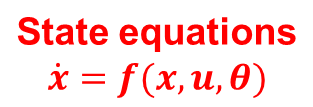 State equations
ẋ = f(x, u, θ)